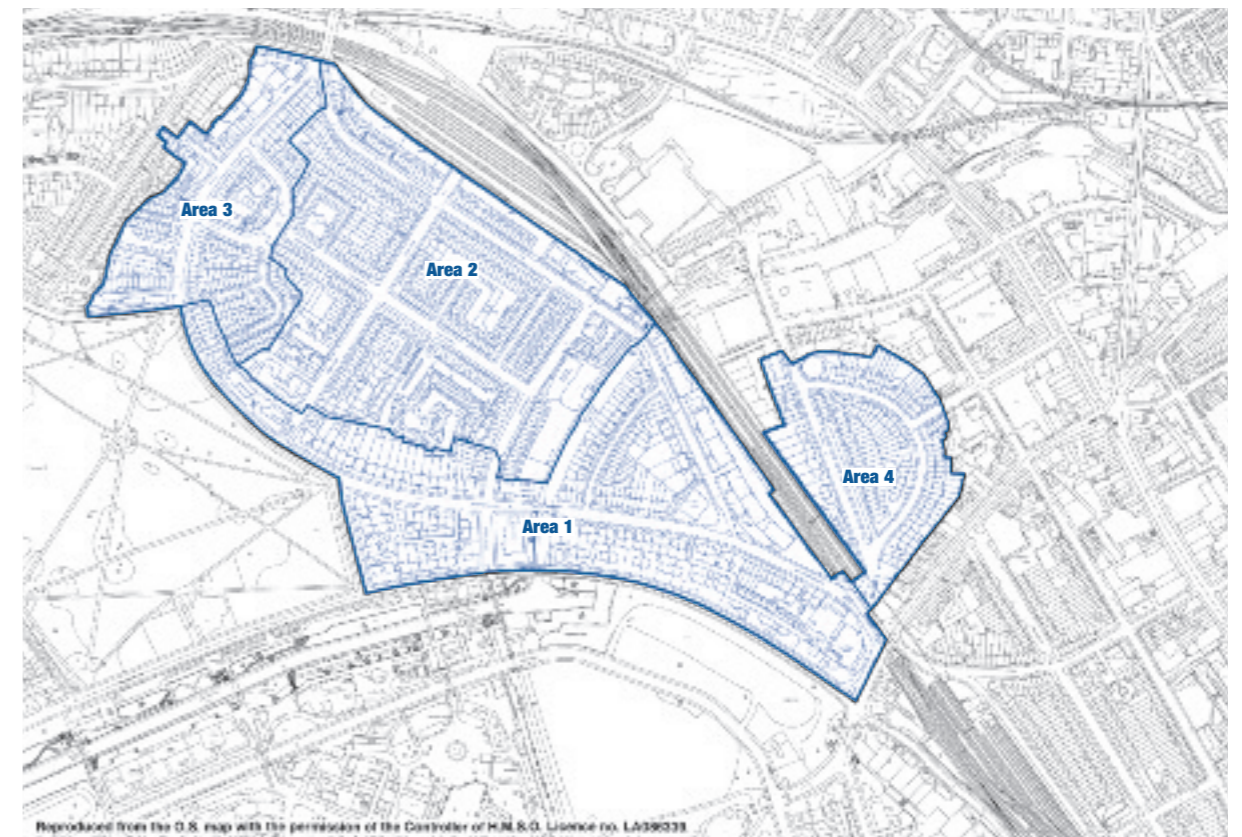 Area 3
Area 2
Area 4
Area 1
Reproduced from the O.S. map with the permission of the Controller of H.M.S.O. Licence no.